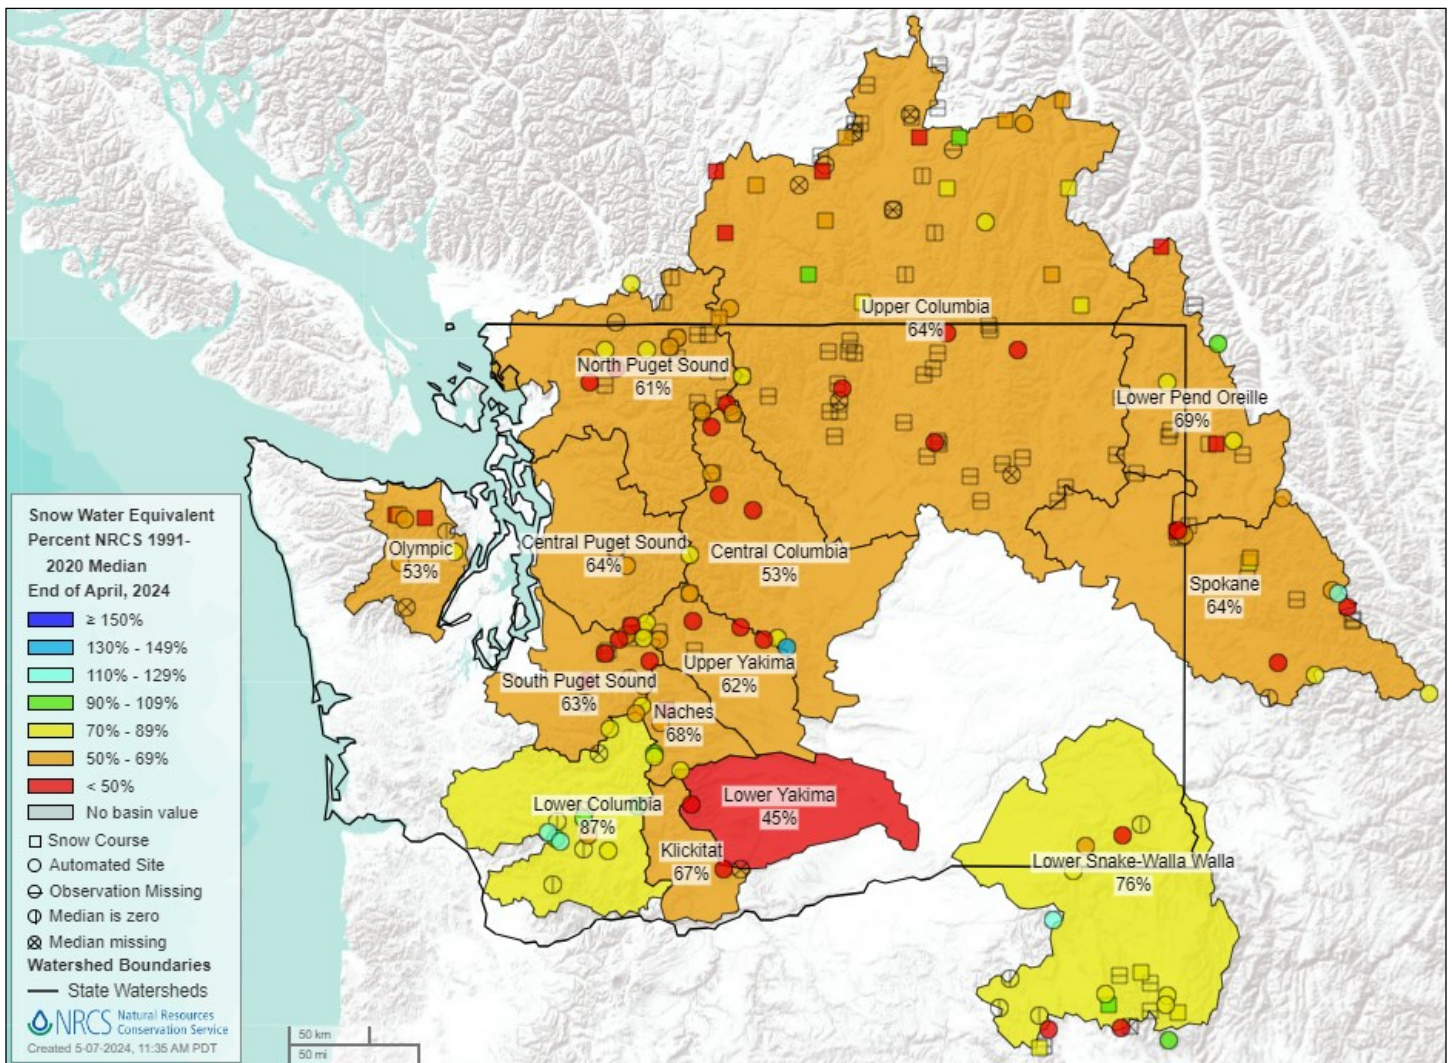 Upper Columbia
64%
North Puget Sound
61%
Lower Pend Oreille
69%
Olympic
53%
Central Puget Sound
64%
Central Columbia
53%
Spokane
64%
South Puget Sound
63%
Upper Yakima
62%
Naches
68%
Lower Columbia
87%
Lower Yakima
45%
Klickitat
67%
Lower Snake-Walla Walla
76%
Snow Water Equivalent
Percent NRCS 1991-
2020 Median
End of April, 2024
≥ 150%
130% - 149%
110% - 129%
90% - 109%
70% - 89%
50% - 69%
< 50%
No basin value
Snow Course
Automated Site
Observation Missing
Median is zero
Median missing
Watershed Boundaries
State Watersheds
NRCS Natural Resources
Conservation Service
Created 5-07-2024, 11:35 AM PDT
50 km
50 mi